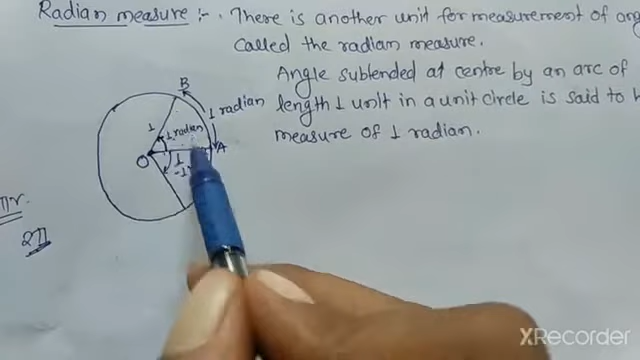 Radian measure :- . There is another unit for measurement of
called the radian measure.
Angle subtended at centre by an arc of
length 1 unit in a unit circle is said to
measure of 1 radian.
B
1 radian
1
1 radian
O
A
1
2π
XRecorder